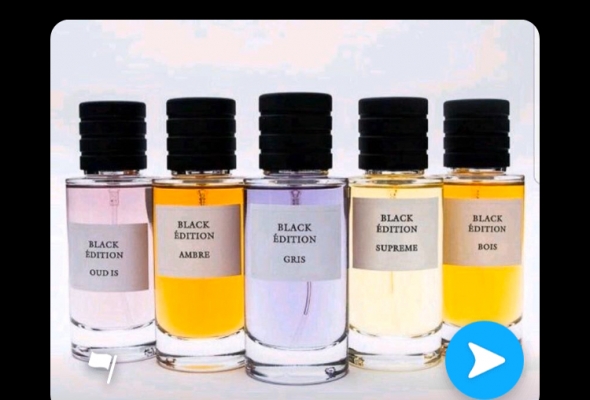 BLACK
ÉDITION
OUD IS
BLACK
ÉDITION
AMBRE
BLACK
ÉDITION
GRIS
BLACK
ÉDITION
SUPREME
BLACK
ÉDITION
BOIS